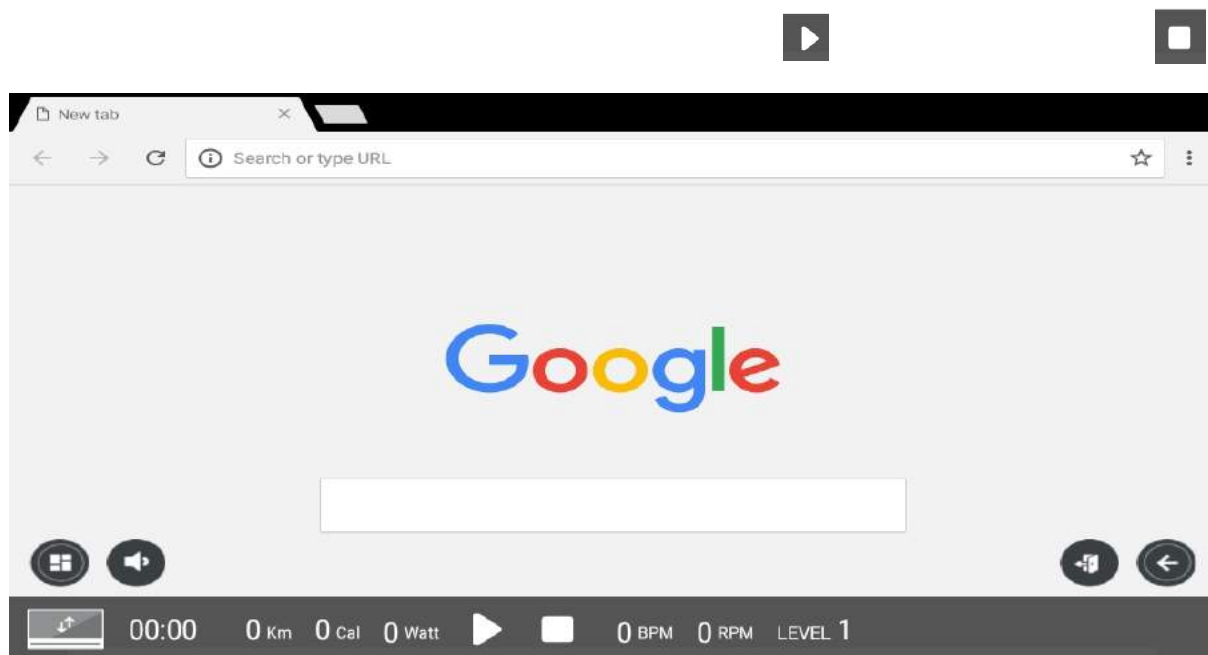 New tab
Search or type URL
Google
00:00 0 Km 0 Cal 0 Watt 0 BPM 0 RPM LEVEL 1